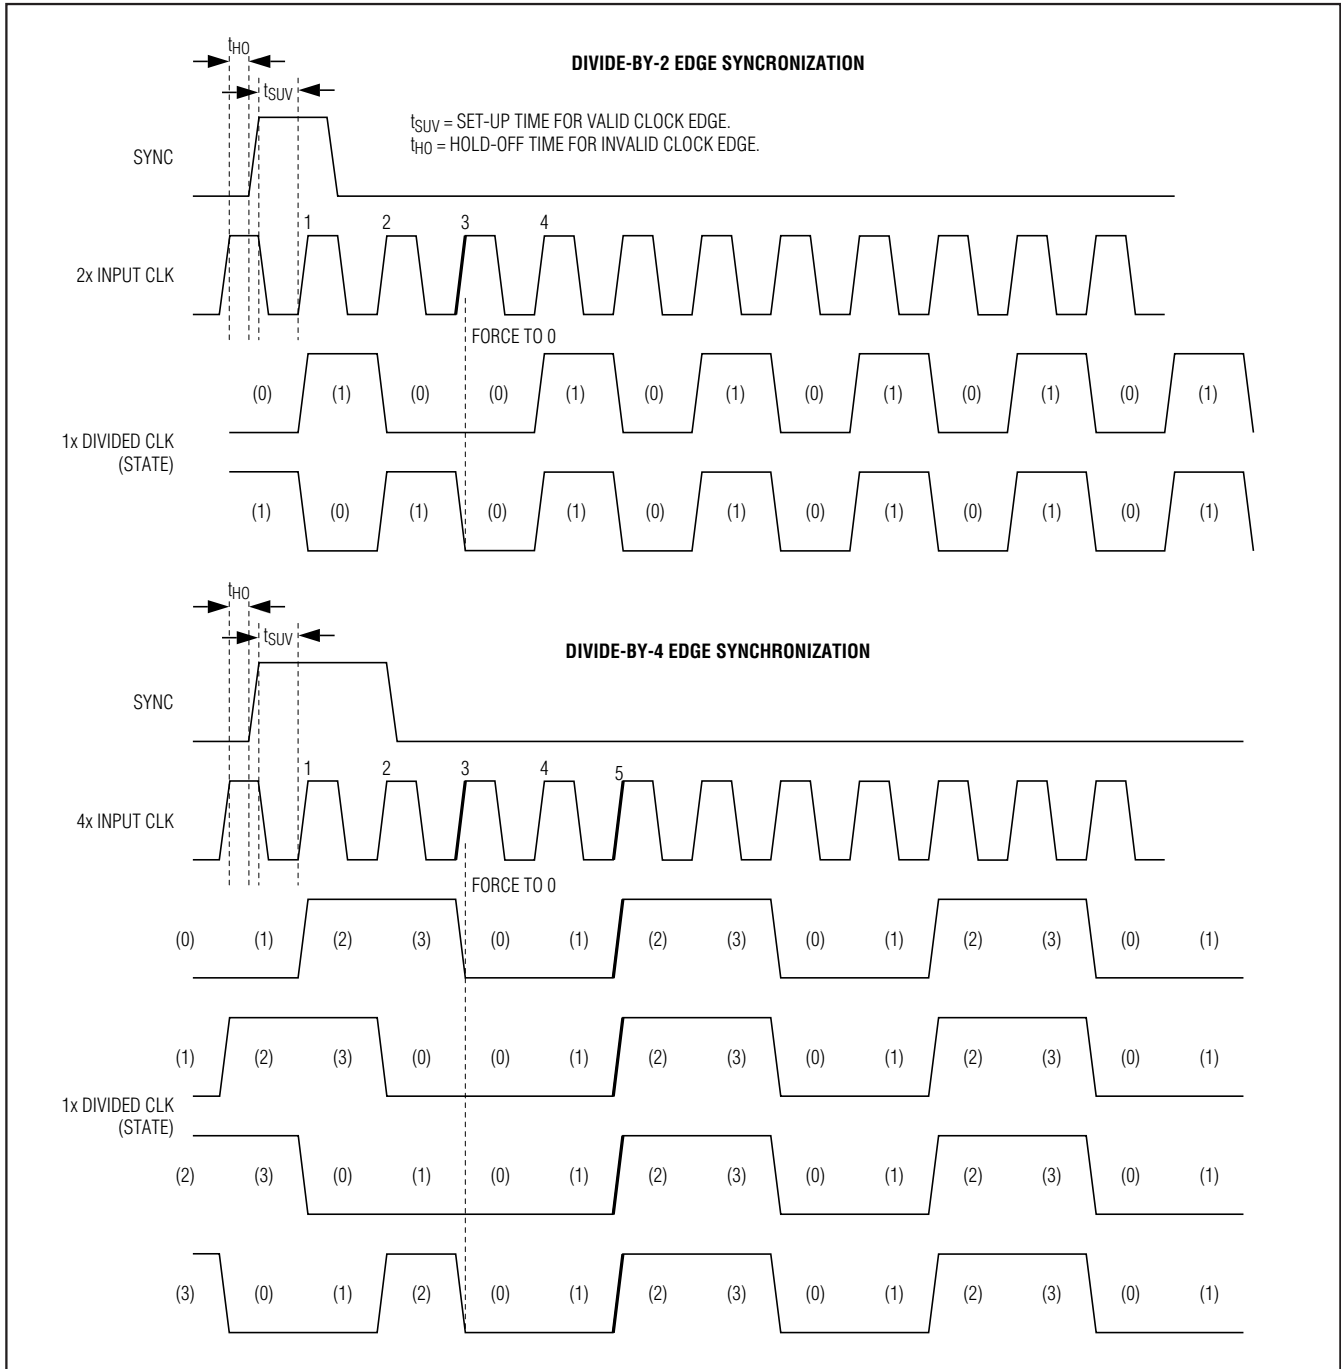 tHO
DIVIDE-BY-2 EDGE SYNCRONIZATION
tSUV
tSUV = SET-UP TIME FOR VALID CLOCK EDGE.
tHO = HOLD-OFF TIME FOR INVALID CLOCK EDGE.
SYNC
1 2 3 4
2x INPUT CLK
FORCE TO 0
(0) (1) (0) (0) (1) (0) (1) (0) (1) (0) (1) (0) (1)
1x DIVIDED CLK
(STATE)
(1) (0) (1) (0) (1) (0) (1) (0) (1) (0) (1) (0) (1)
tHO
tSUV
DIVIDE-BY-4 EDGE SYNCHRONIZATION
SYNC
1 2 3 4 5
4x INPUT CLK
FORCE TO 0
(0) (1) (2) (3) (0) (1) (2) (3) (0) (1) (2) (3) (0) (1)
(1) (2) (3) (0) (0) (1) (2) (3) (0) (1) (2) (3) (0) (1)
1x DIVIDED CLK
(STATE)
(2) (3) (0) (1) (0) (1) (2) (3) (0) (1) (2) (3) (0) (1)
(3) (0) (1) (2) (0) (1) (2) (3) (0) (1) (2) (3) (0) (1)